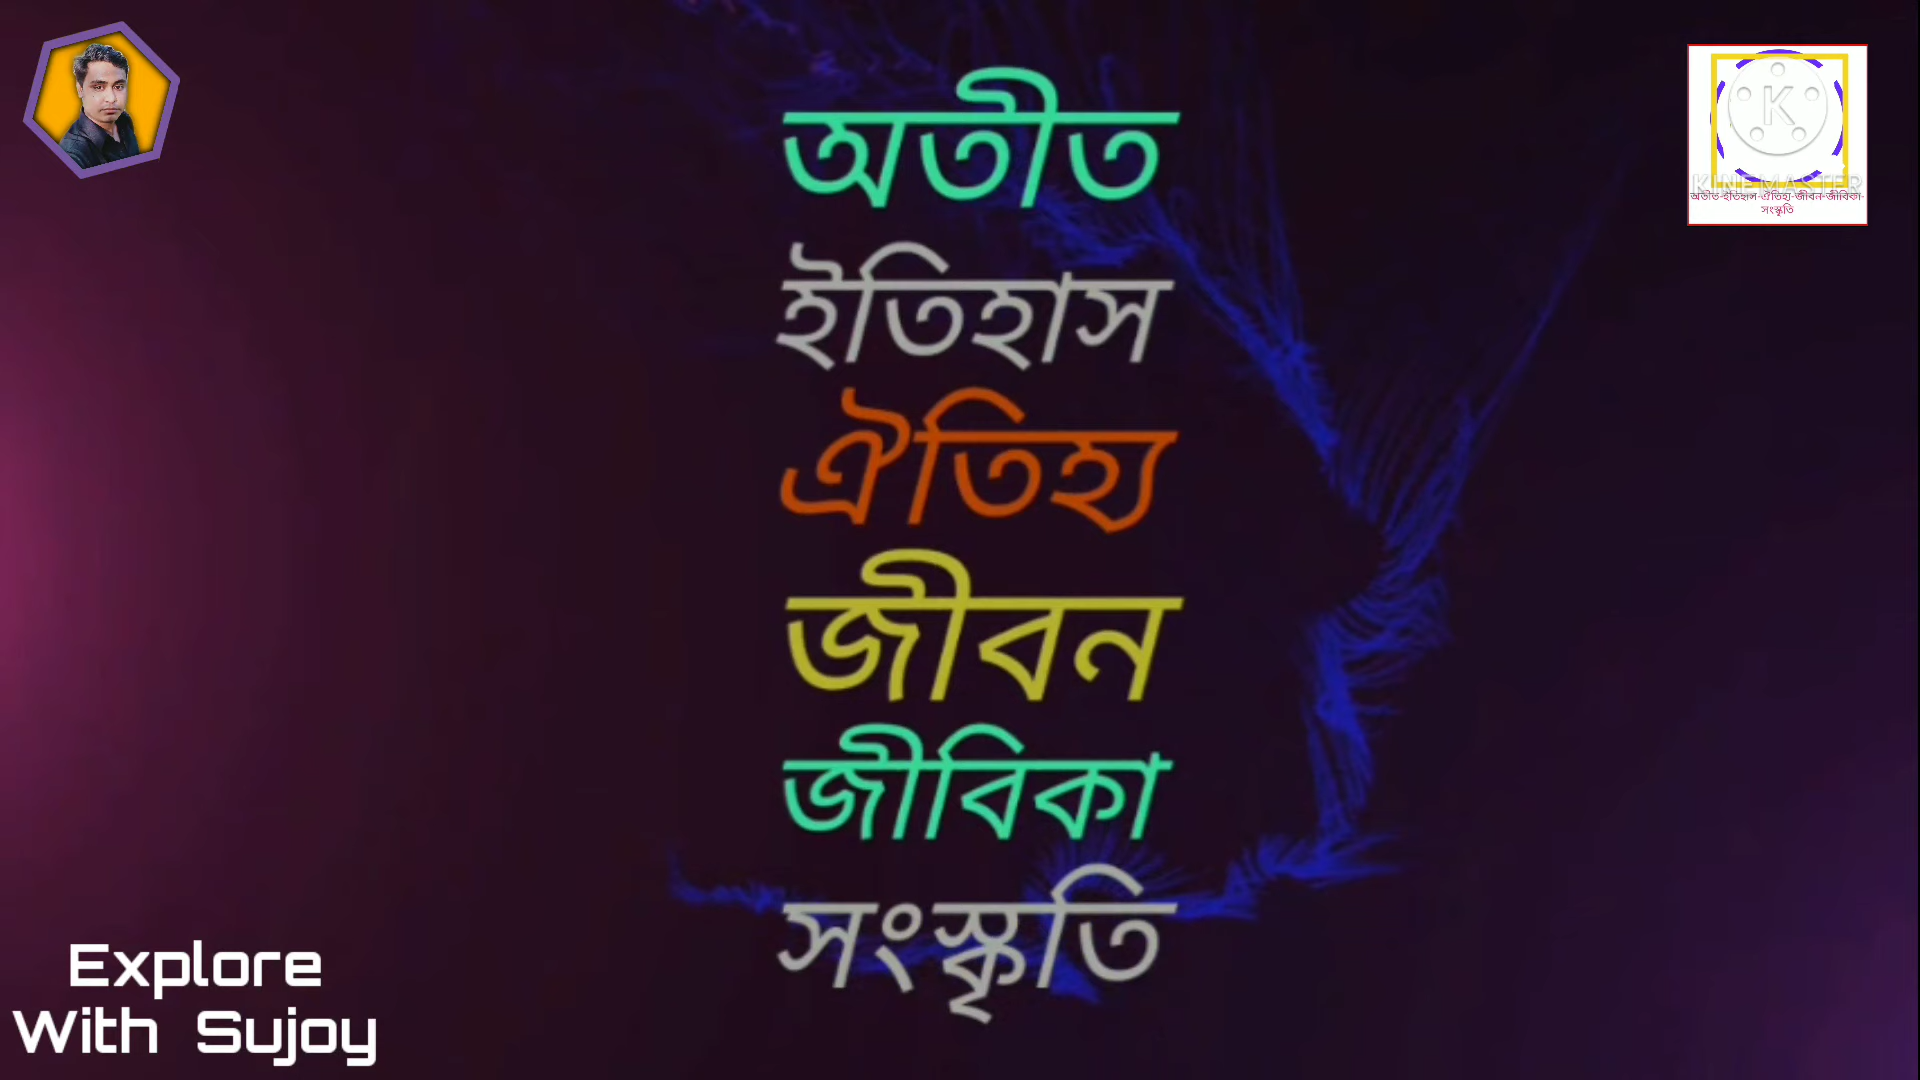 অতীত
ইতিহাস
ঐতিহ্য
জীবন
জীবিকা
সংস্কৃতি
K
KINEMASTER
অতীত-ইতিহাস-ঐতিহ্য-জীবন-জীবিকা-
সংস্কৃতি
Explore
With Sujoy